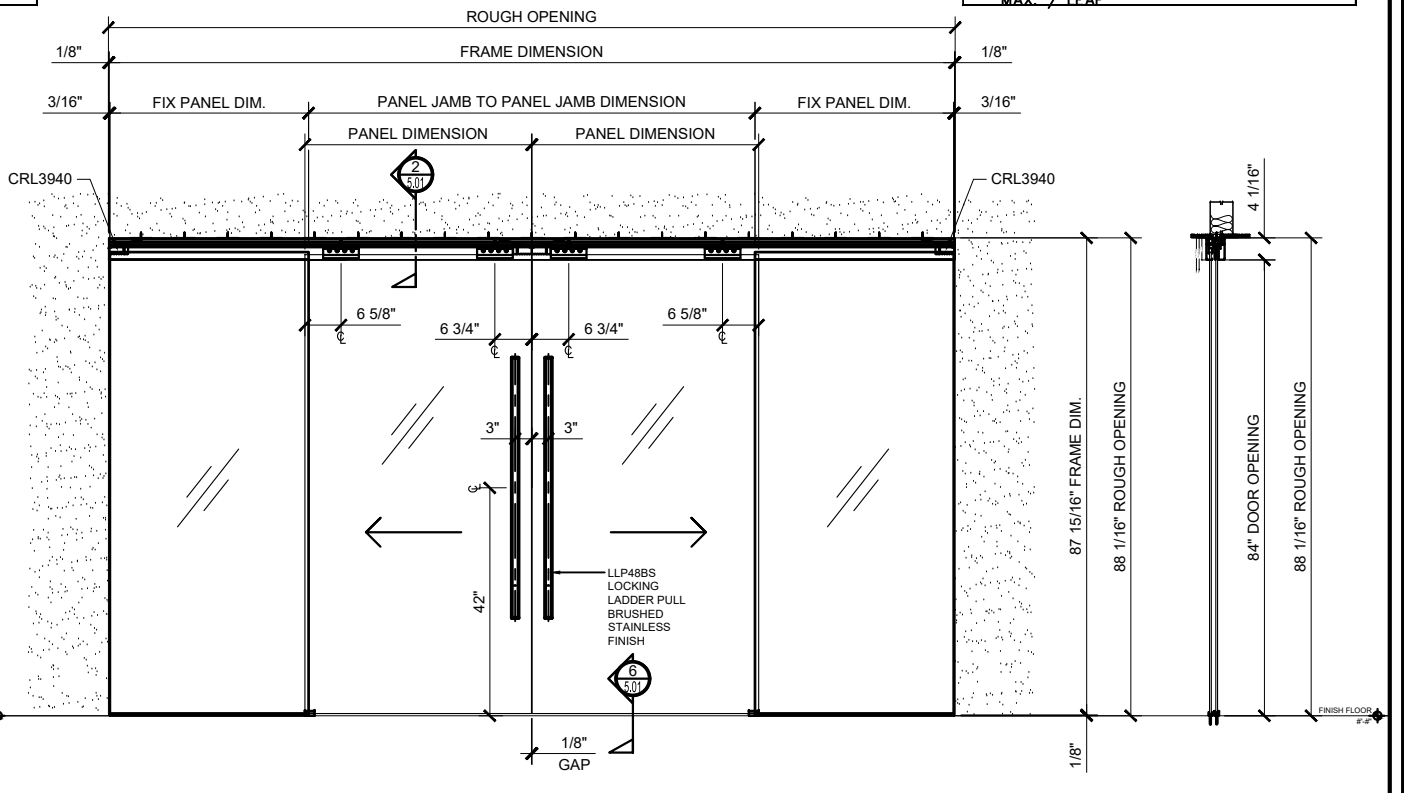 MAX. / LEAF
ROUGH OPENING
1/8"
FRAME DIMENSION
1/8"
3/16"
FIX PANEL DIM.
PANEL JAMB TO PANEL JAMB DIMENSION
FIX PANEL DIM.
3/16"
PANEL DIMENSION
PANEL DIMENSION
2
5.01
CRL3940
CRL3940
4 1/16"
6 5/8"
6 3/4"
6 3/4"
6 5/8"
3"
3"
87 15/16" FRAME DIM.
88 1/16" ROUGH OPENING
84" DOOR OPENING
88 1/16" ROUGH OPENING
42"
LLP48BS
LOCKING
LADDER PULL
BRUSHED
STAINLESS
FINISH
6
5.01
FINISH FLOOR
#'-#"
1/8"
GAP
1/8"